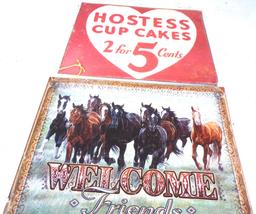 HOSTESS
CUP CAKES
2 for 5 Cents
WELCOME
Friends